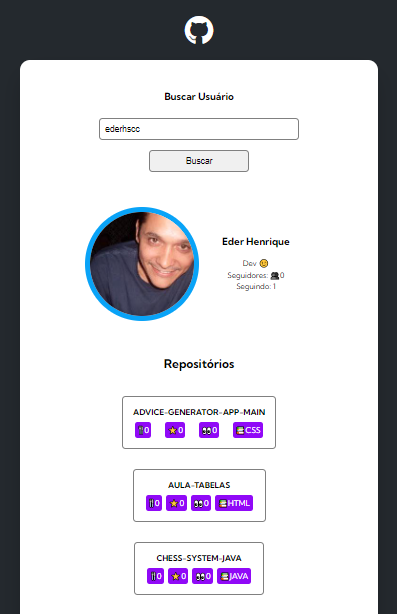 Buscar Usuário
ederhscc
Buscar
Eder Henrique
Dev 😊
Seguidores: 👥0
Seguindo: 1
Repositórios
ADVICE-GENERATOR-APP-MAIN
🍴0 ⭐0 👀0 📝CSS
AULA-TABELAS
🍴0 ⭐0 👀0 📝HTML
CHESS-SYSTEM-JAVA
🍴0 ⭐0 👀0 📝JAVA